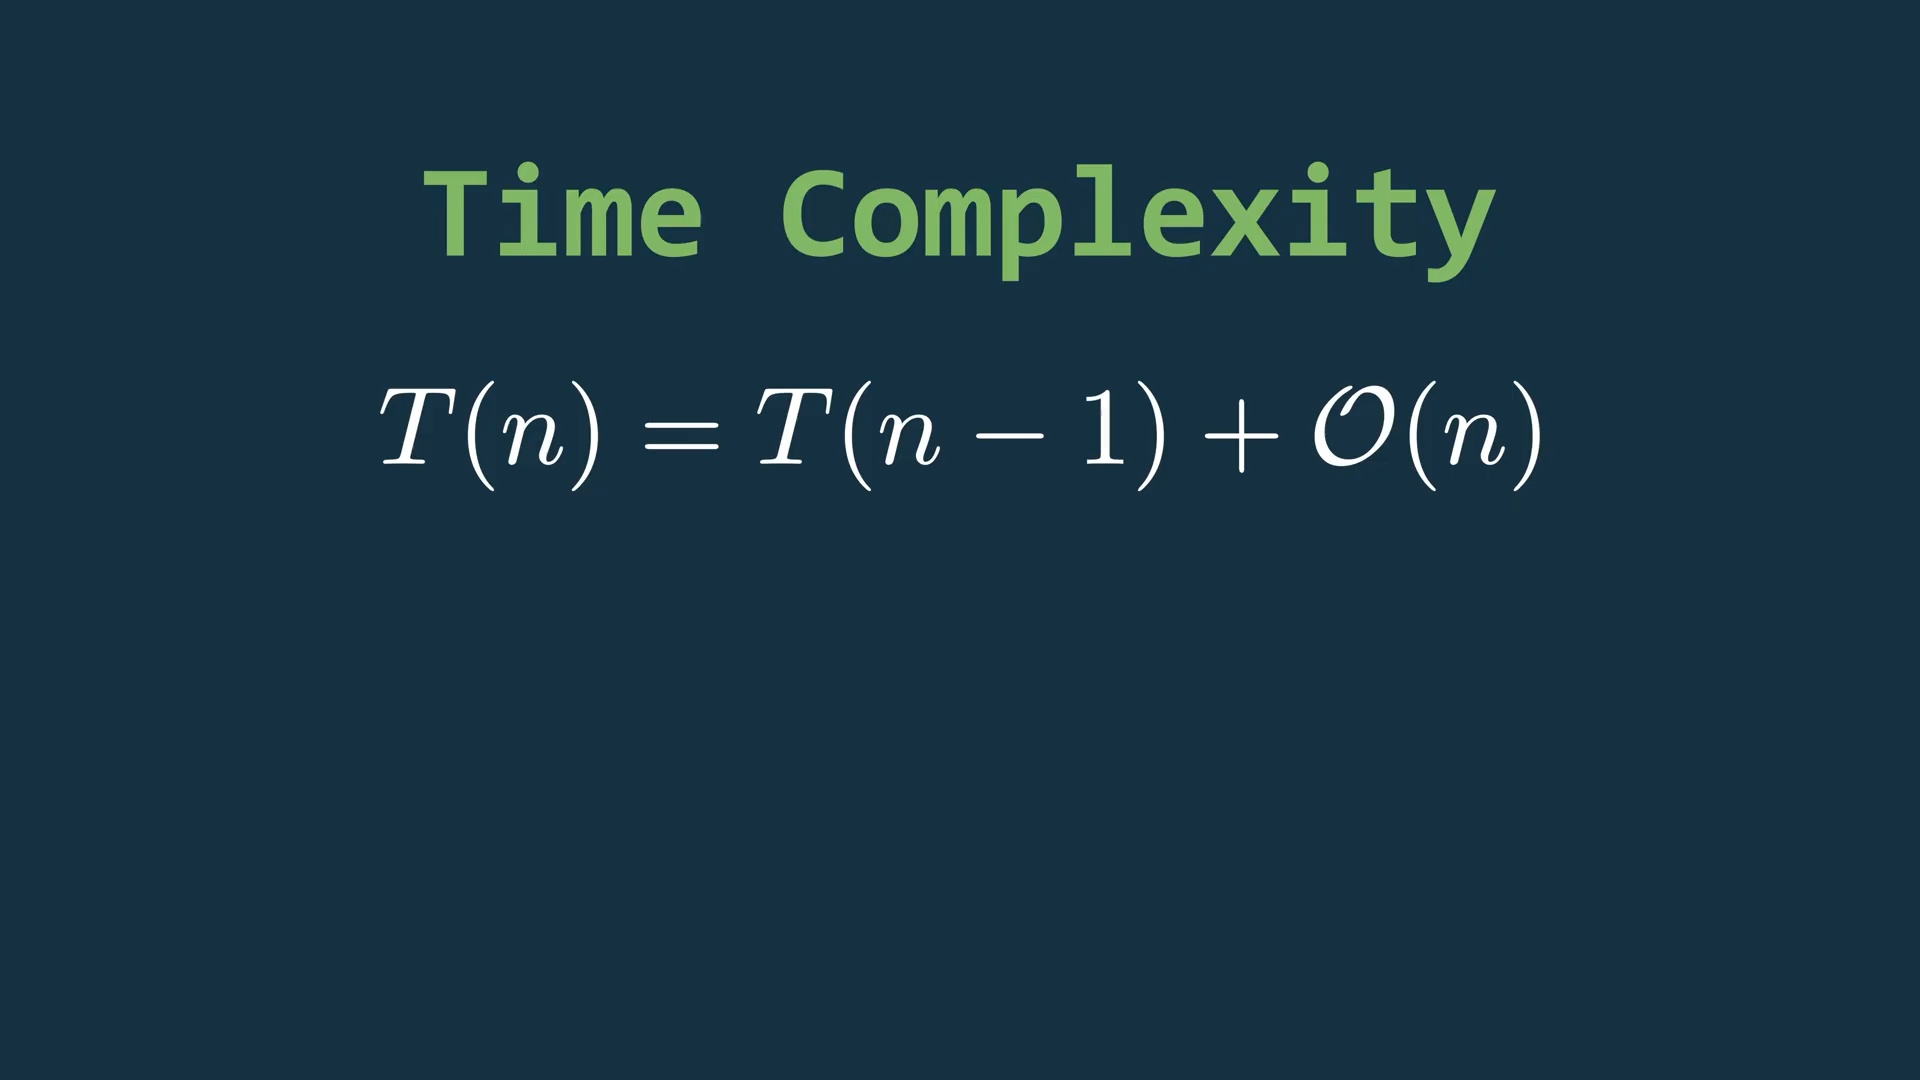 Time Complexity
T(n) = T(n − 1) + 𝒪(n)